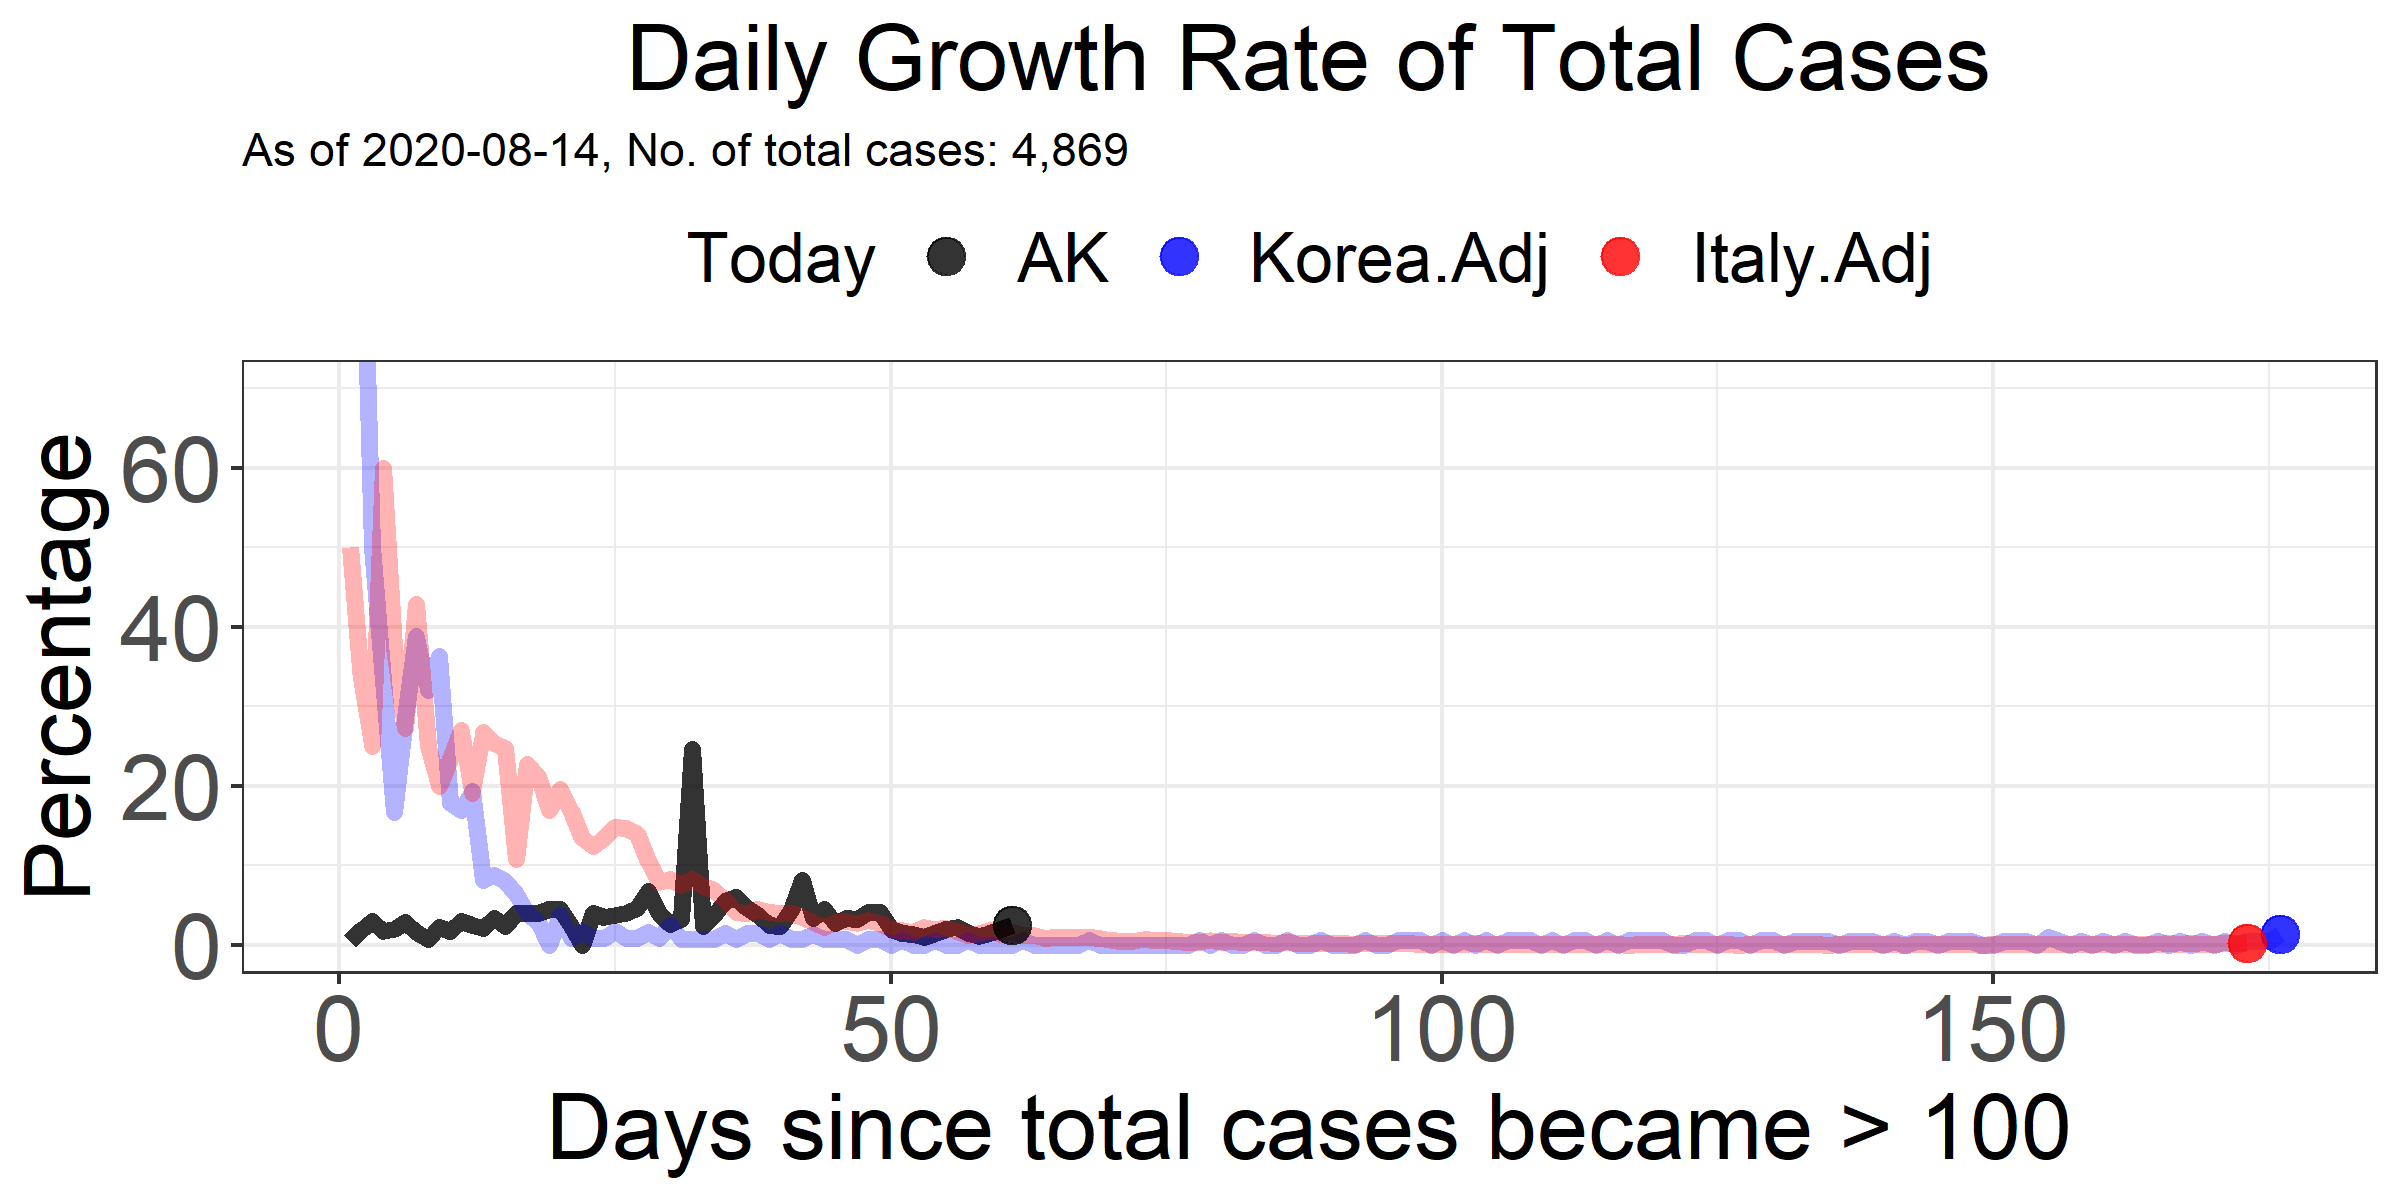 Daily Growth Rate of Total Cases
As of 2020-08-14, No. of total cases: 4,869
Today AK Korea.Adj Italy.Adj
Percentage
60
40
20
0
0 50 100 150
Days since total cases became > 100